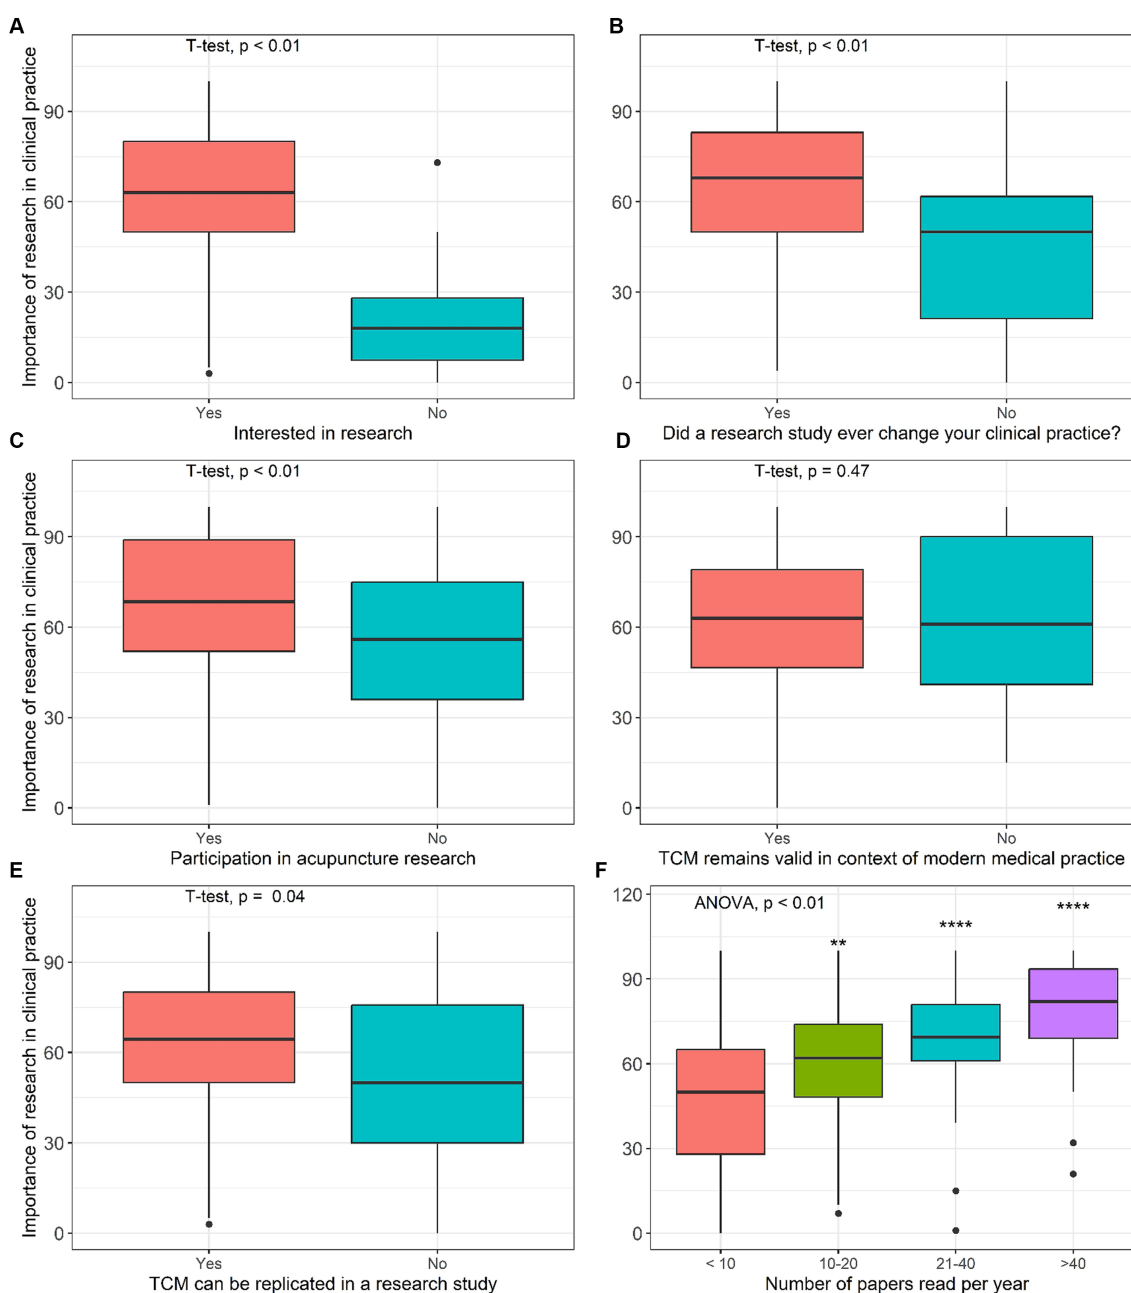 A
T-test, p < 0.01
Importance of research in clinical practice
90
60
30
0
Yes
No
Interested in research
B
T-test, p < 0.01
90
60
30
0
Yes
No
Did a research study ever change your clinical practice?
C
T-test, p < 0.01
Importance of research in clinical practice
90
60
30
0
Yes
No
Participation in acupuncture research
D
T-test, p = 0.47
90
60
30
0
Yes
No
TCM remains valid in context of modern medical practice
E
T-test, p = 0.04
Importance of research in clinical practice
90
60
30
0
Yes
No
TCM can be replicated in a research study
F
ANOVA, p < 0.01
**
****
****
120
90
60
30
0
< 10
10-20
21-40
>40
Number of papers read per year